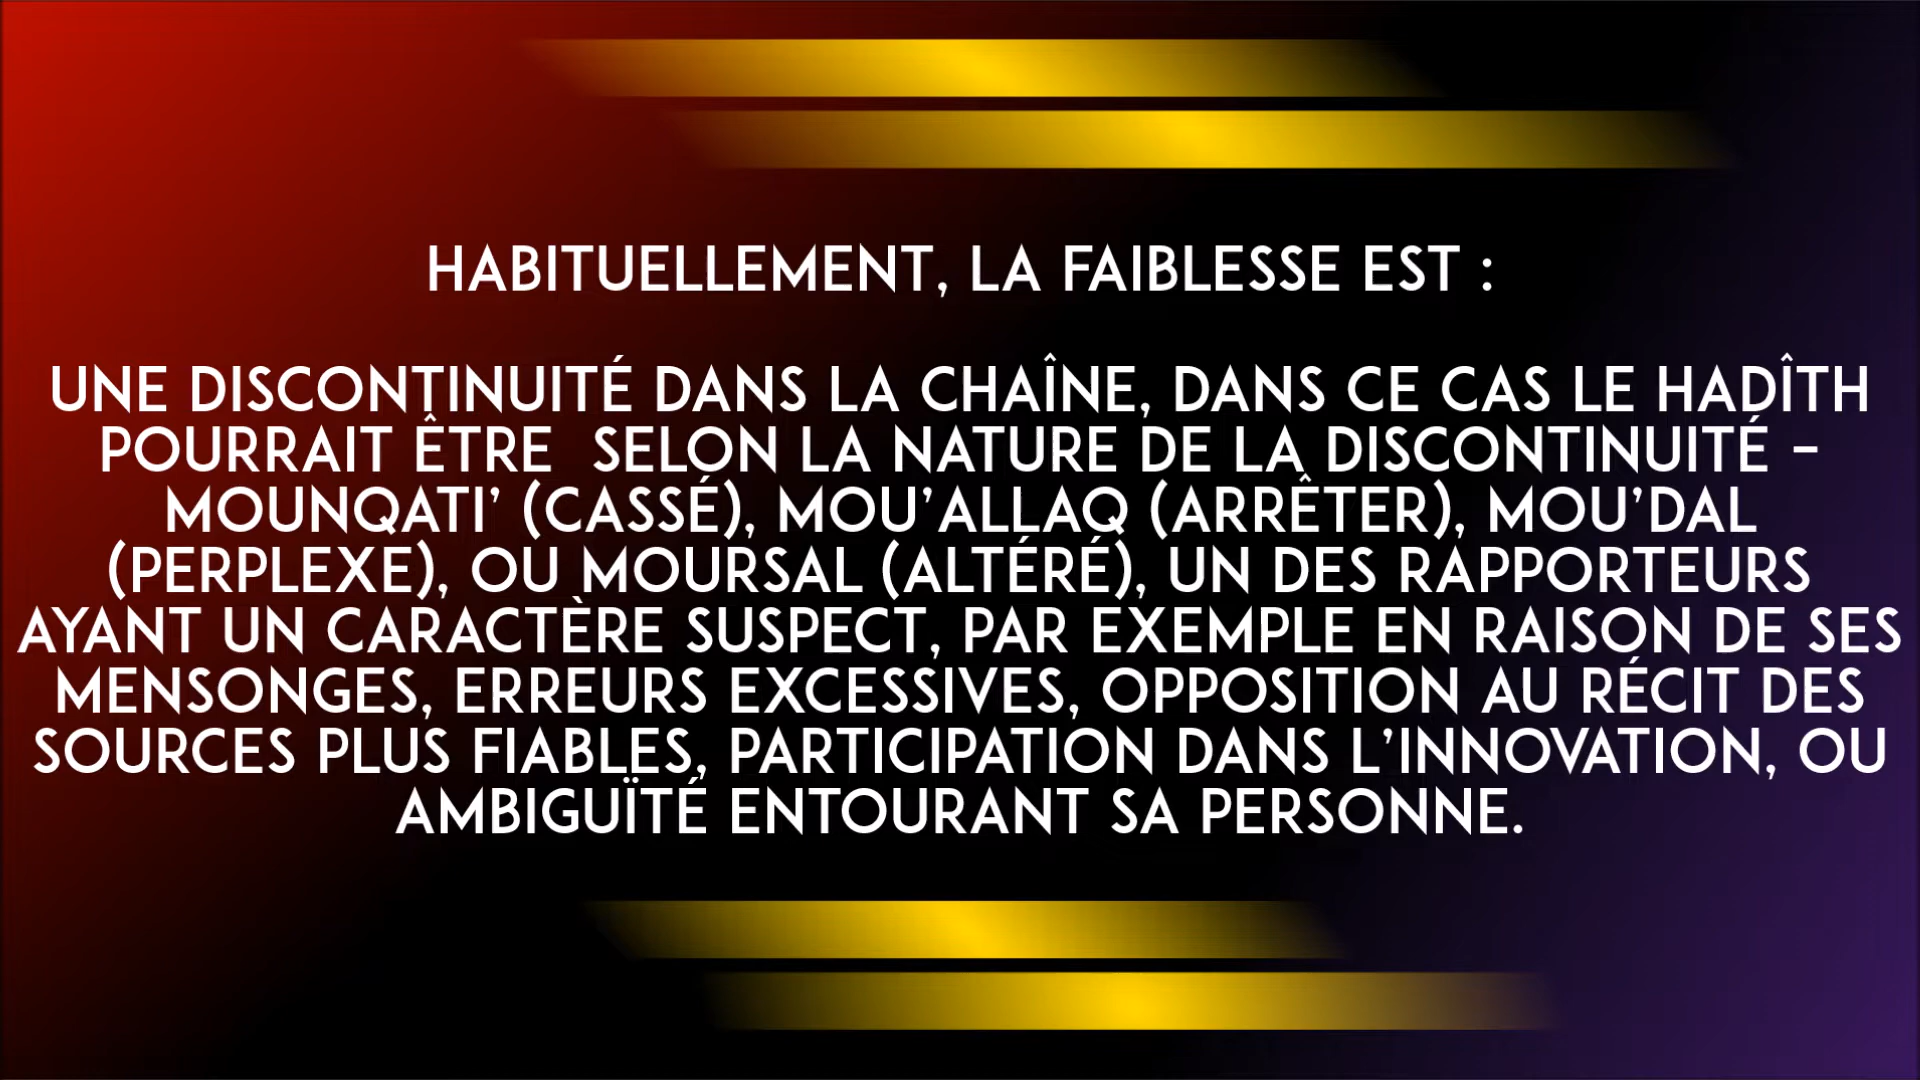 HABITUELLEMENT, LA FAIBLESSE EST :
UNE DISCONTINUITÉ DANS LA CHAÎNE, DANS CE CAS LE HADÎTH
POURRAIT ÊTRE  SELON LA NATURE DE LA DISCONTINUITÉ -
MOUNQATI' (CASSÉ), MOU'ALLAQ (ARRÊTER), MOU'DAL
(PERPLEXE), OU MOURSAL (ALTÉRÉ), UN DES RAPPORTEURS
AYANT UN CARACTÈRE SUSPECT, PAR EXEMPLE EN RAISON DE SES
MENSONGES, ERREURS EXCESSIVES, OPPOSITION AU RÉCIT DES
SOURCES PLUS FIABLES, PARTICIPATION DANS L'INNOVATION, OU
AMBIGUÏTÉ ENTOURANT SA PERSONNE.